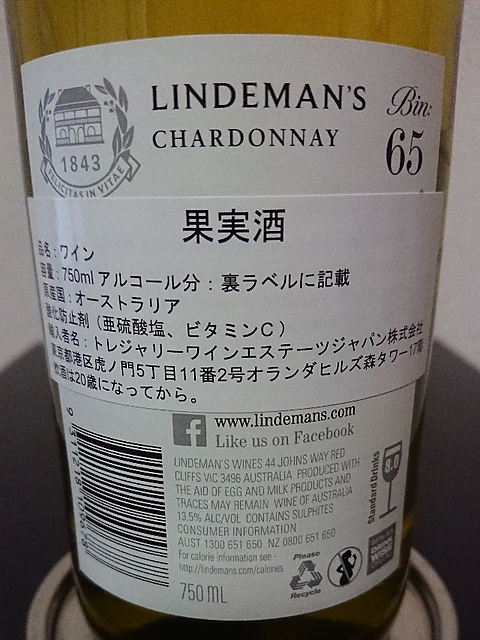 LINDEMAN'S
CHARDONNAY
Bin:
65
1843
FELICITAS IN VITAE
果実酒
品名：ワイン
容量：750ml アルコール分：裏ラベルに記載
原産国：オーストラリア
酸化防止剤（亜硫酸塩、ビタミンC）
輸入者名：トレジャリーワインエステーツジャパン株式会社
東京都港区虎ノ門5丁目11番2号オランダヒルズ森タワー17階
飲酒は20歳になってから。
www.lindemans.com
Like us on Facebook
LINDEMAN'S WINES 44 JOHNS WAY RED
CLIFFS VIC 3496 AUSTRALIA PRODUCED WITH
THE AID OF EGG AND MILK PRODUCTS AND
TRACES MAY REMAIN WINE OF AUSTRALIA
13.5% ALC/VOL CONTAINS SULPHITES
CONSUMER INFORMATION
AUST 1300 651 650 NZ 0800 651 650
For calorie information see -
http://lindemans.com/calories
750 ML
Please
Recycle
8.0
Standard Drinks